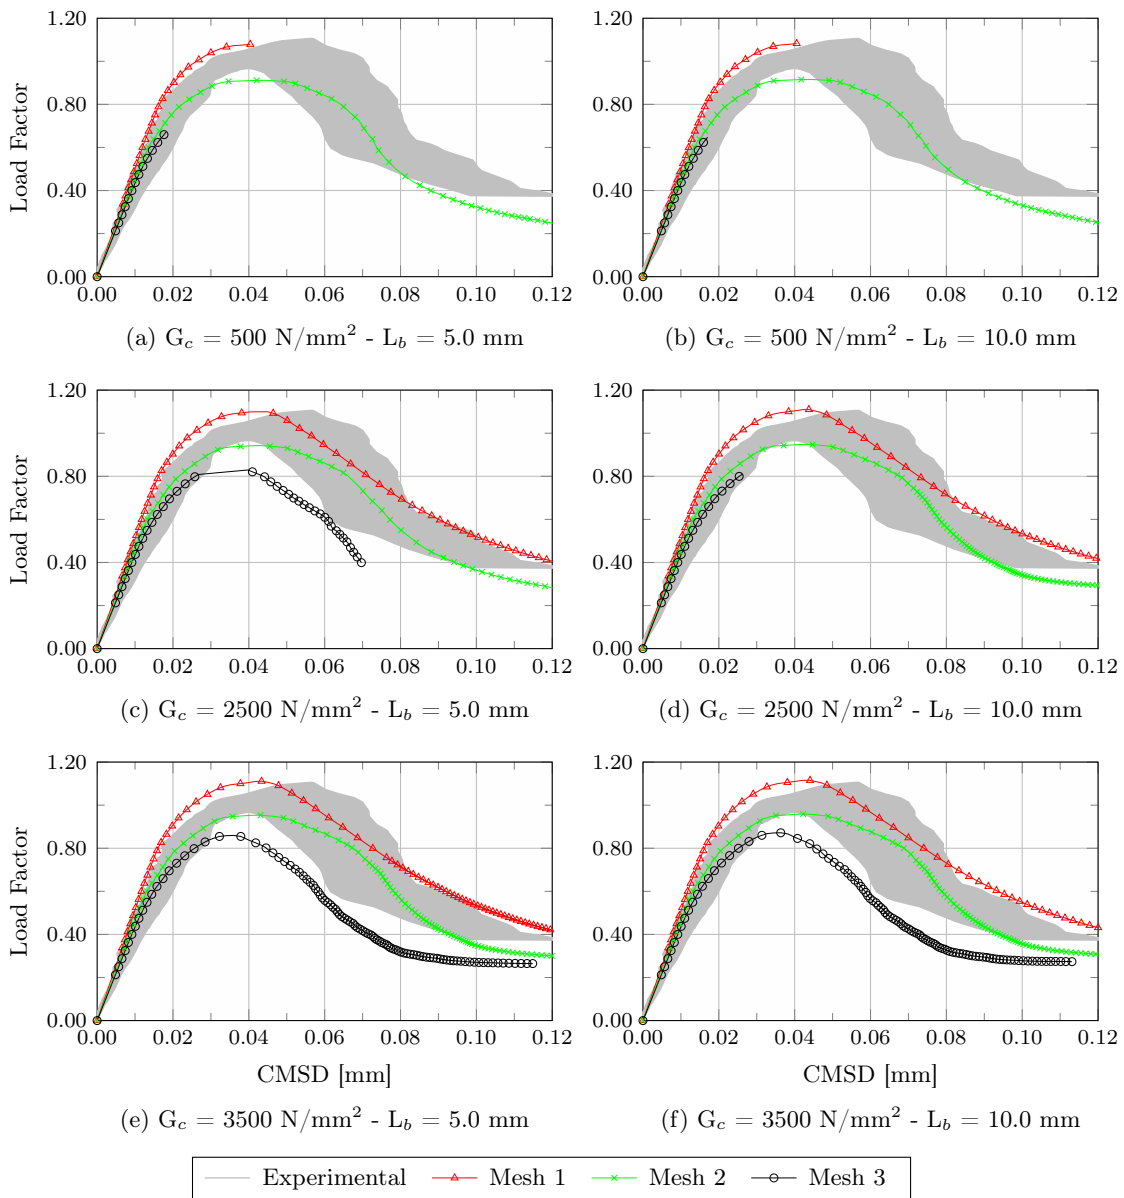 1.20
0.80
0.40
0.00
Load Factor
0.00 0.02 0.04 0.06 0.08 0.10 0.12
(a) G_c = 500 N/mm² - L_b = 5.0 mm
1.20
0.80
0.40
0.00
Load Factor
0.00 0.02 0.04 0.06 0.08 0.10 0.12
(b) G_c = 500 N/mm² - L_b = 10.0 mm
1.20
0.80
0.40
0.00
Load Factor
0.00 0.02 0.04 0.06 0.08 0.10 0.12
(c) G_c = 2500 N/mm² - L_b = 5.0 mm
1.20
0.80
0.40
0.00
Load Factor
0.00 0.02 0.04 0.06 0.08 0.10 0.12
(d) G_c = 2500 N/mm² - L_b = 10.0 mm
1.20
0.80
0.40
0.00
Load Factor
0.00 0.02 0.04 0.06 0.08 0.10 0.12
CMSD [mm]
(e) G_c = 3500 N/mm² - L_b = 5.0 mm
1.20
0.80
0.40
0.00
Load Factor
0.00 0.02 0.04 0.06 0.08 0.10 0.12
CMSD [mm]
(f) G_c = 3500 N/mm² - L_b = 10.0 mm
Experimental Mesh 1 Mesh 2 Mesh 3